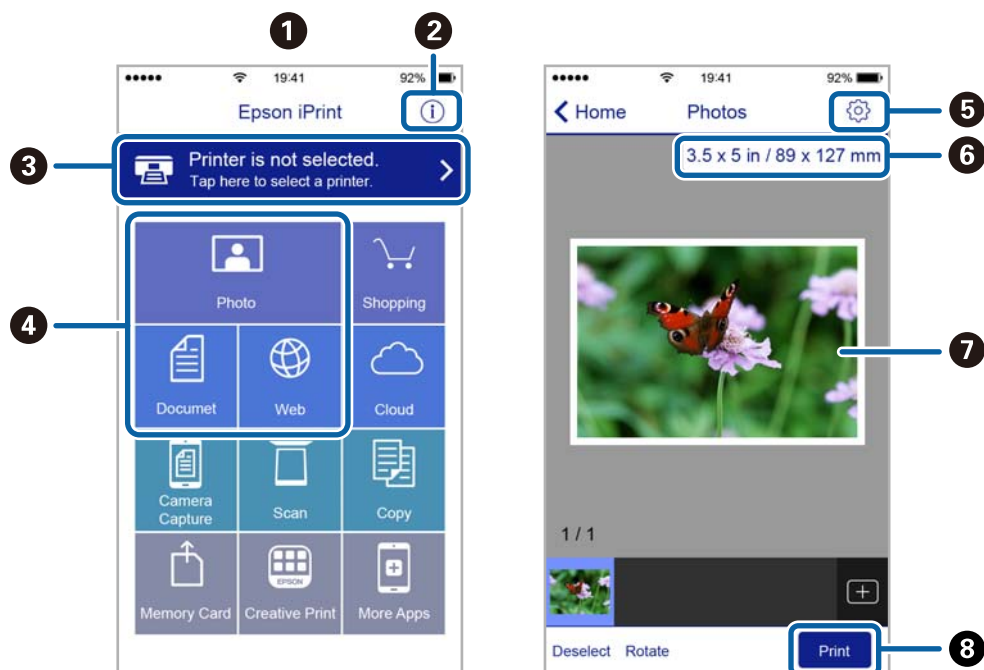 1
2
19:41
92%
Epson iPrint
i
3
Printer is not selected.
Tap here to select a printer.
4
Photo
Shopping
Documet
Web
Cloud
Camera
Capture
Scan
Copy
EPSON
Memory Card
Creative Print
More Apps
19:41
92%
Home
Photos
5
3.5 x 5 in / 89 x 127 mm
6
7
1 / 1
Deselect
Rotate
Print
8